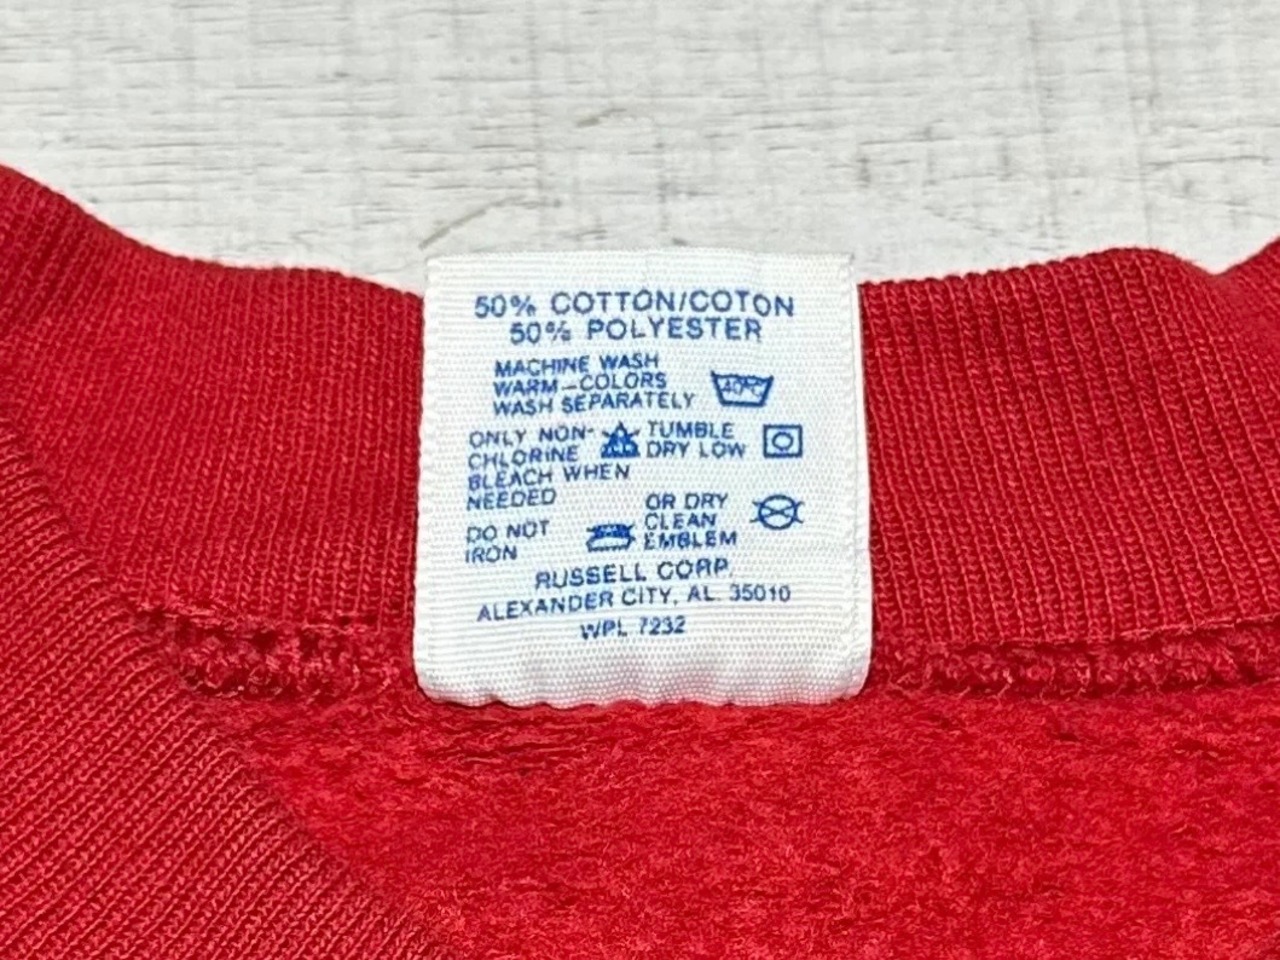 50% COTTON/COTON
50% POLYESTER
MACHINE WASH
WARM-COLORS
WASH SEPARATELY
40°C
ONLY NON-
CHLORINE
BLEACH WHEN
NEEDED
TUMBLE
DRY LOW
DO NOT
IRON
OR DRY
CLEAN
EMBLEM
RUSSELL CORP.
ALEXANDER CITY, AL. 35010
WPL 7232